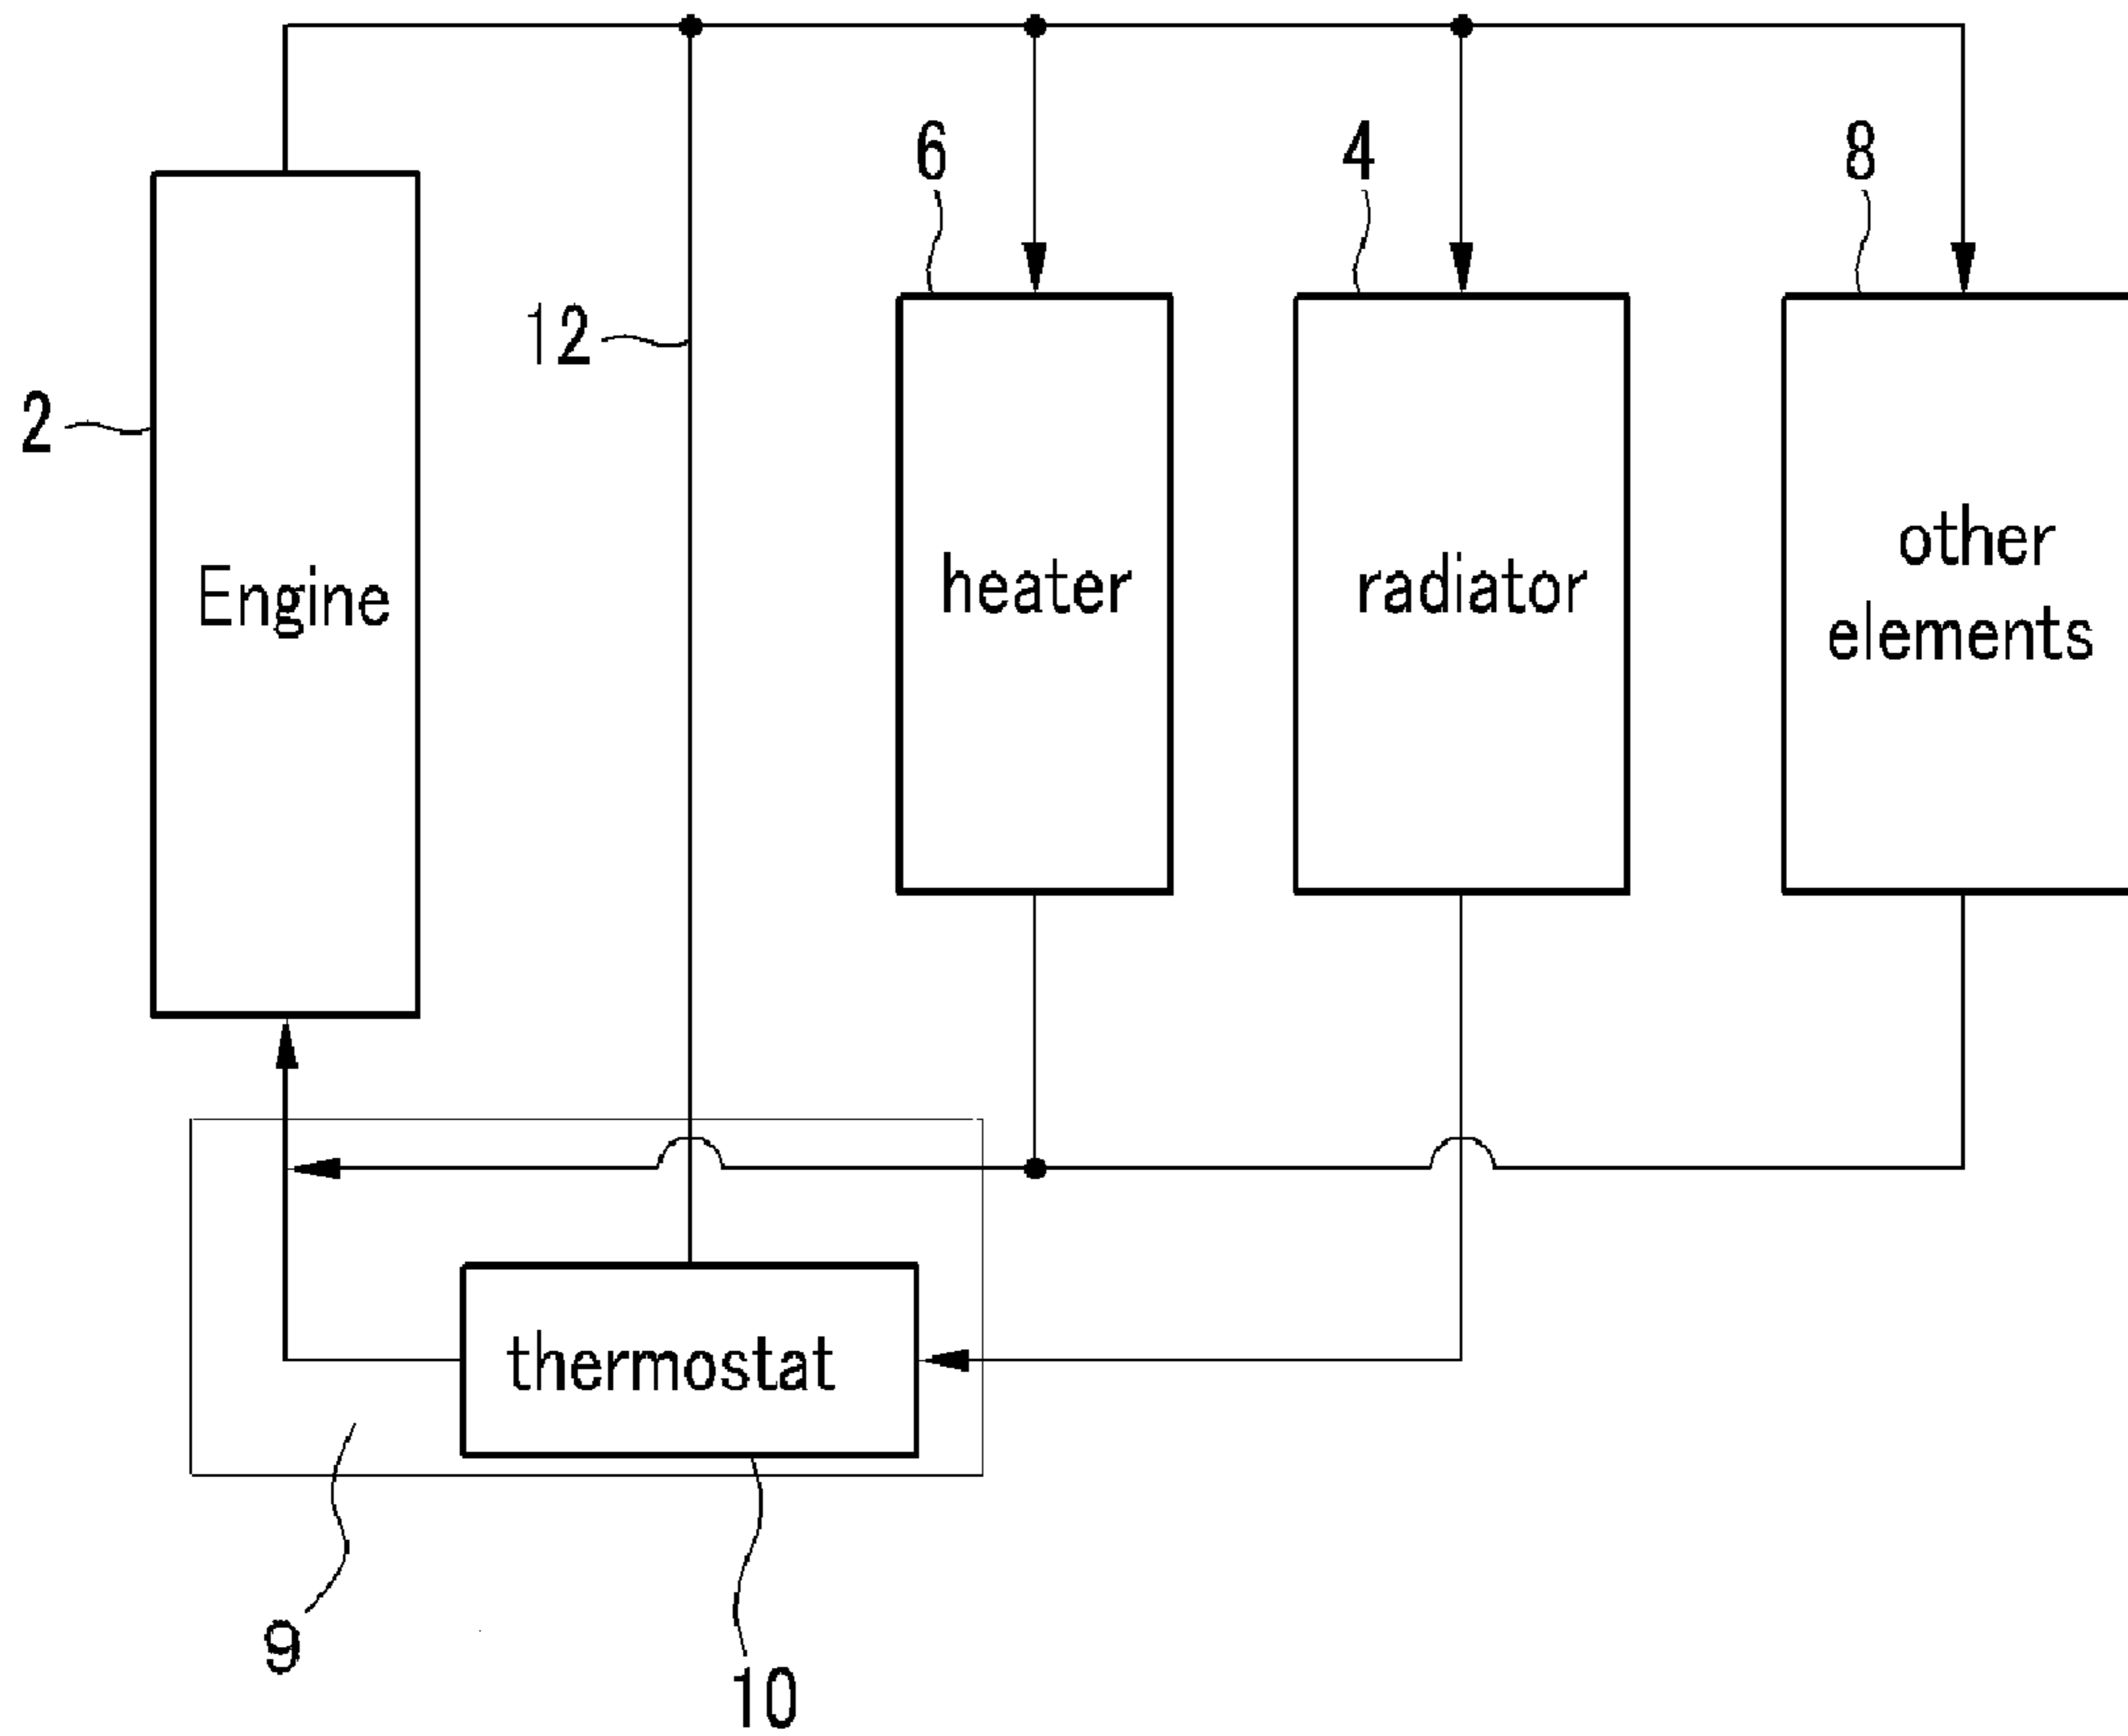 6
4
8
12
2
Engine
heater
radiator
other
elements
thermostat
9
10